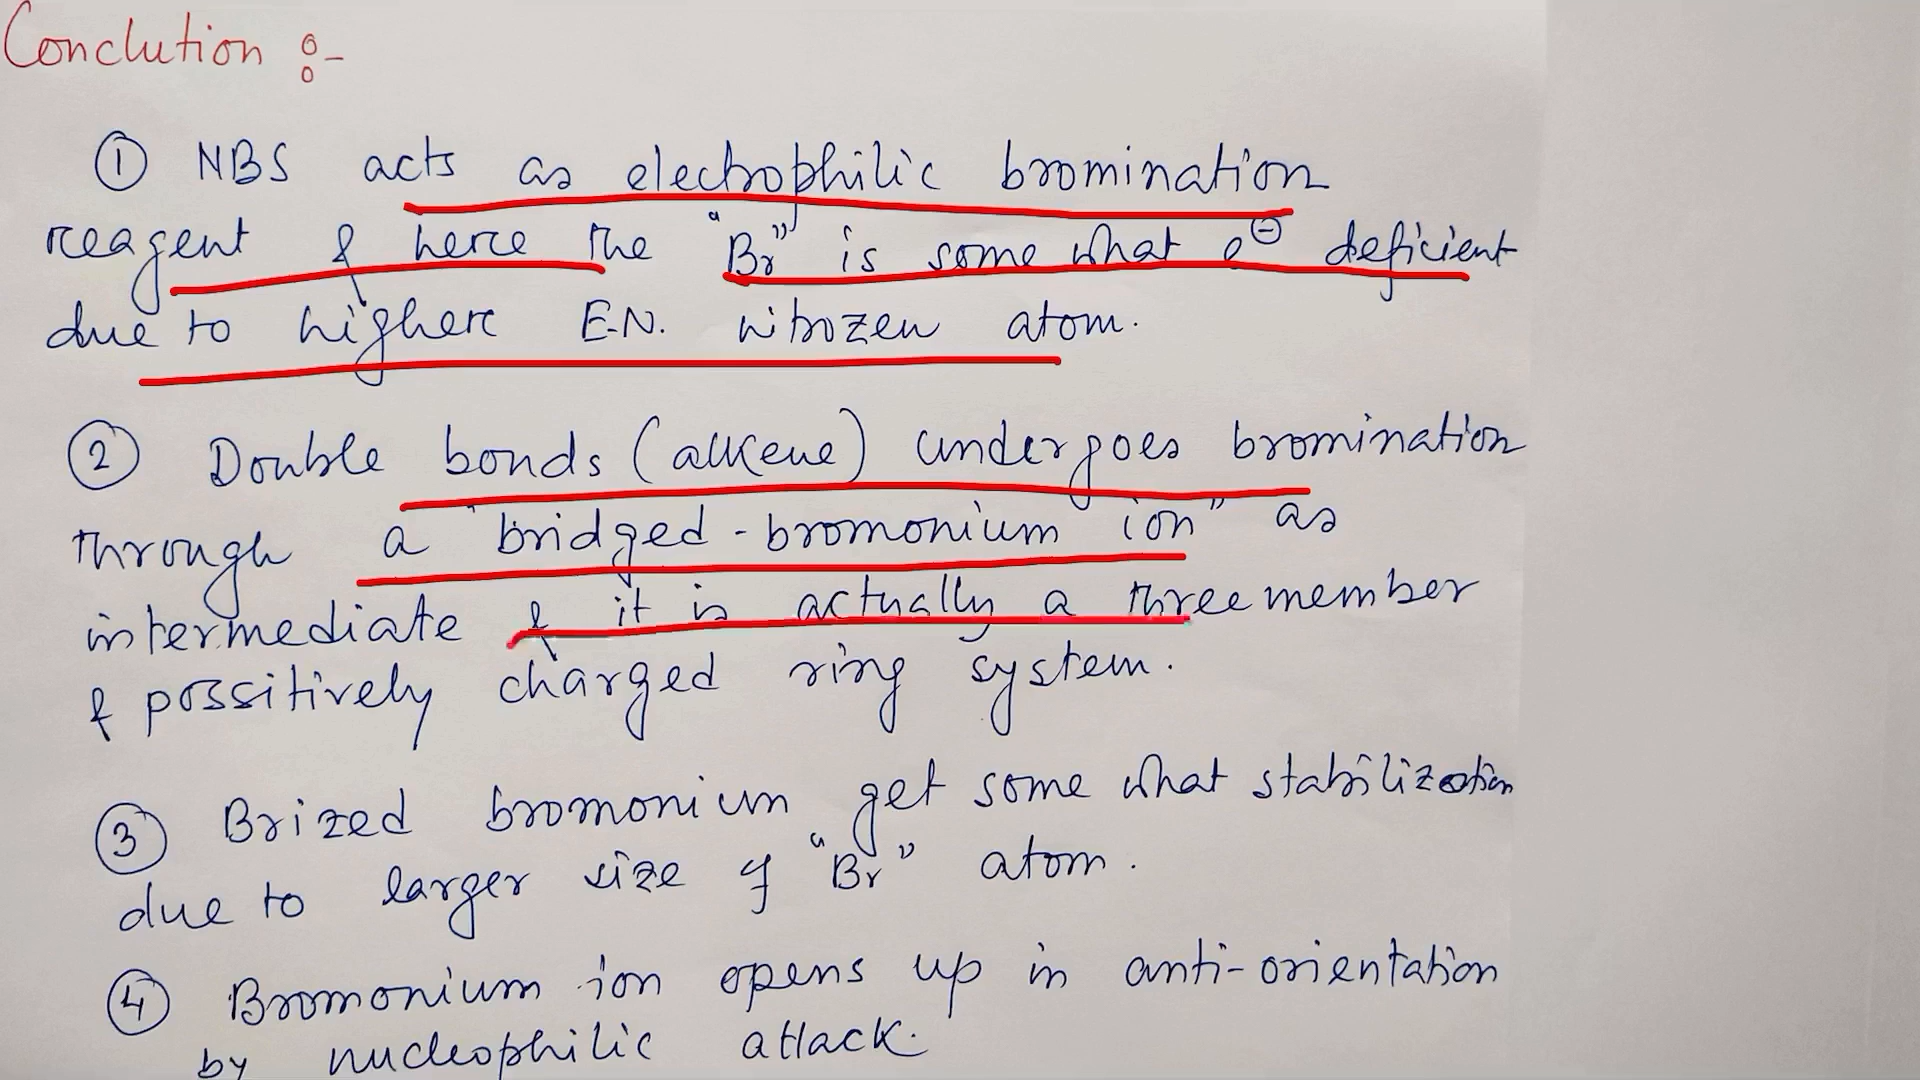 Conclution :-
① NBS acts as electrophilic bromination
reagent & here the "Br" is some what e⊖ deficient
due to higher E.N. nitrozen atom.
② Double bonds (alkene) undergoes bromination
through a "bridged-bromonium ion" as
intermediate & it is actually a three member
& possitively charged ring system.
③ Brized bromonium get some what stabilization
due to larger size of "Br" atom.
④ Bromonium ion opens up in anti-orientation
by nucleophilic attack.